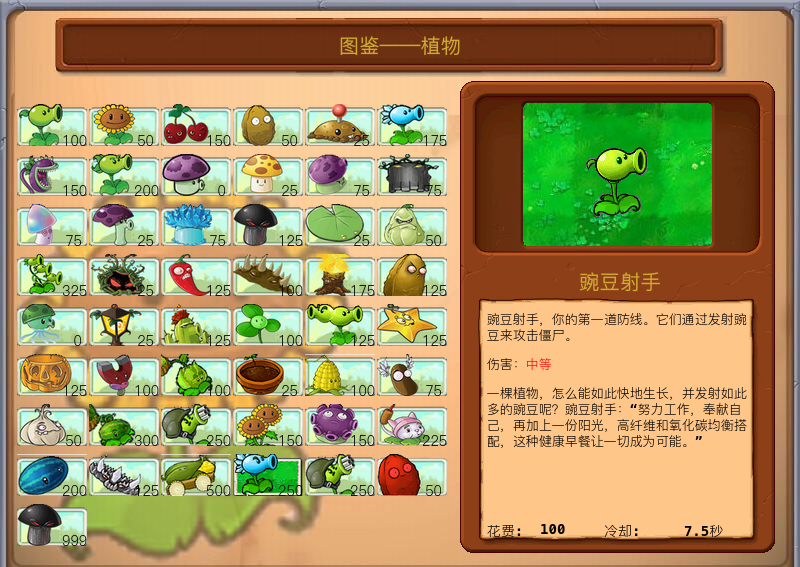 图鉴——植物
100 50 150 50 25 175
150 200 0 25 75 75
75 25 75 125 50
325 25 125 100 175 125
0 25 125 100 125 125
125 100 100 25 100 75
50 300 250 150 150 225
200 125 500 250 250 50
999
豌豆射手
豌豆射手，你的第一道防线。它们通过发射豌
豆来攻击僵尸。
伤害：中等
一棵植物，怎么能如此快地生长，并发射如此
多的豌豆呢？豌豆射手：“努力工作，奉献自
己，再加上一份阳光，高纤维和氧化碳均衡搭
配，这种健康早餐让一切成为可能。”
花费： 100 冷却： 7.5秒